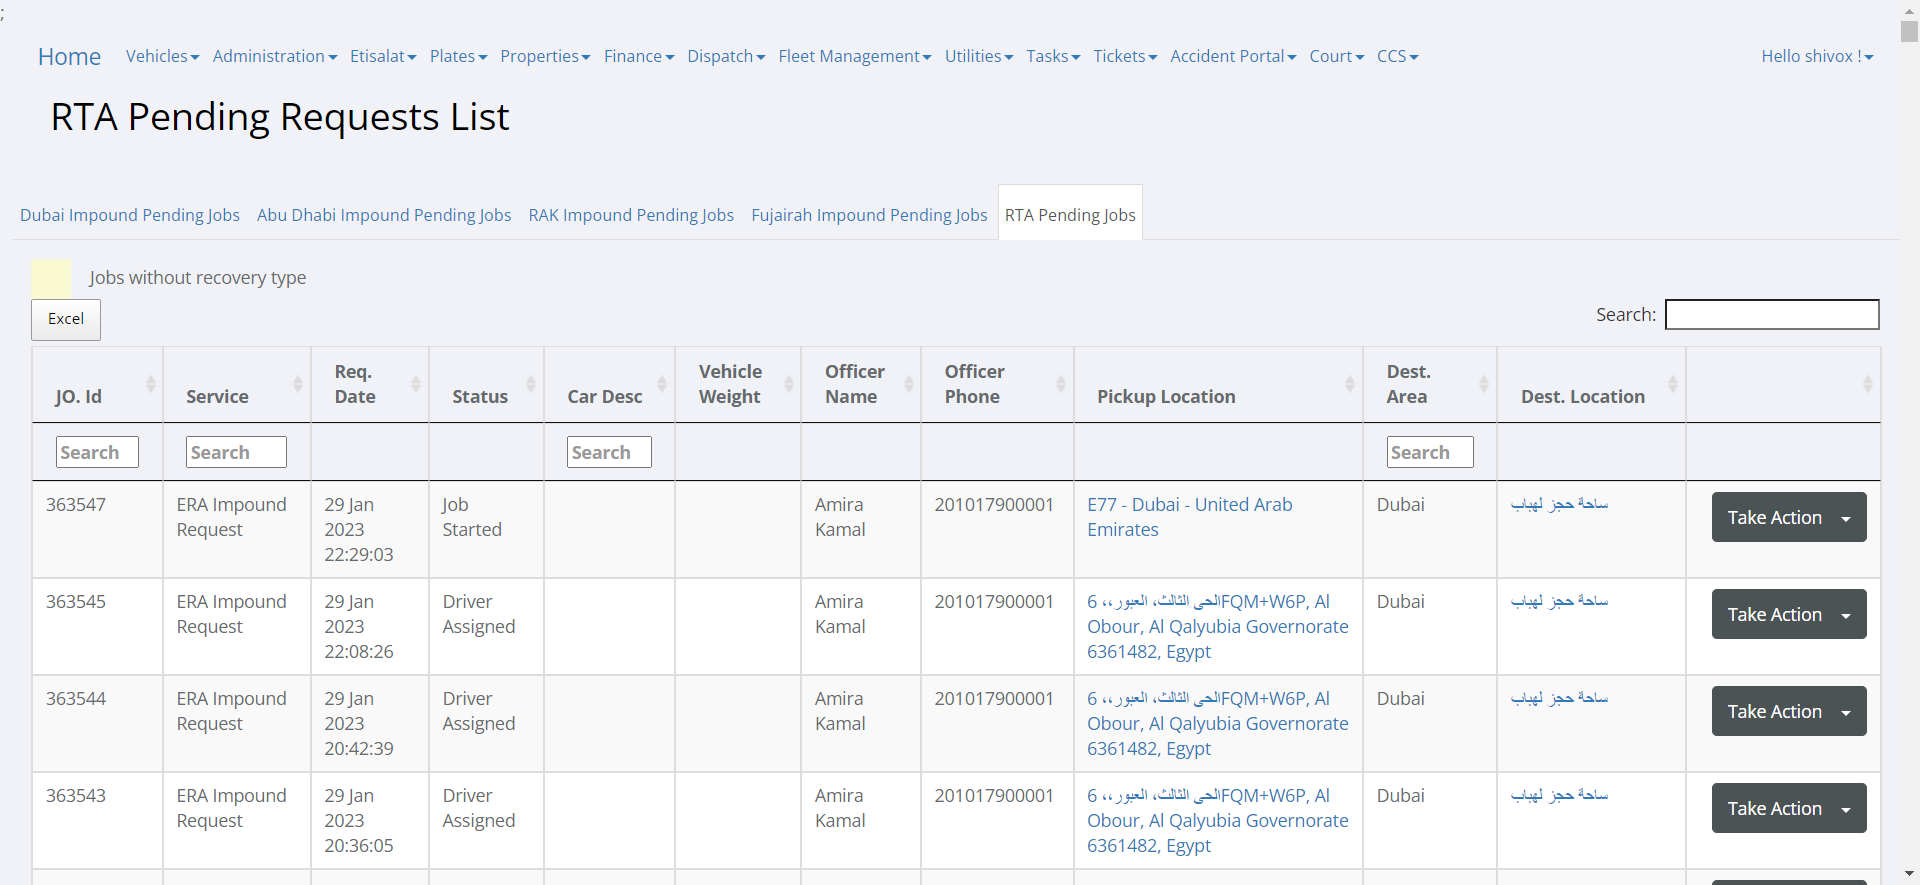 ;
Home Vehicles Administration Etisalat Plates Properties Finance Dispatch Fleet Management Utilities Tasks Tickets Accident Portal Court CCS Hello shivox !
RTA Pending Requests List
Dubai Impound Pending Jobs Abu Dhabi Impound Pending Jobs RAK Impound Pending Jobs Fujairah Impound Pending Jobs RTA Pending Jobs
Jobs without recovery type
Excel
Search:
JO. Id
Service
Req.
Date
Status
Car Desc
Vehicle
Weight
Officer
Name
Officer
Phone
Pickup Location
Dest.
Area
Dest. Location
Search Search Search Search
363547
ERA Impound
Request
29 Jan
2023
22:29:03
Job
Started
Amira
Kamal
201017900001
E77 - Dubai - United Arab
Emirates
Dubai
ساحة حجز لهباب
Take Action
363545
ERA Impound
Request
29 Jan
2023
22:08:26
Driver
Assigned
Amira
Kamal
201017900001
6 الحى الثالث، العبور،،FQM+W6P, Al
Obour, Al Qalyubia Governorate
6361482, Egypt
Dubai
ساحة حجز لهباب
Take Action
363544
ERA Impound
Request
29 Jan
2023
20:42:39
Driver
Assigned
Amira
Kamal
201017900001
6 الحى الثالث، العبور،،FQM+W6P, Al
Obour, Al Qalyubia Governorate
6361482, Egypt
Dubai
ساحة حجز لهباب
Take Action
363543
ERA Impound
Request
29 Jan
2023
20:36:05
Driver
Assigned
Amira
Kamal
201017900001
6 الحى الثالث، العبور،،FQM+W6P, Al
Obour, Al Qalyubia Governorate
6361482, Egypt
Dubai
ساحة حجز لهباب
Take Action